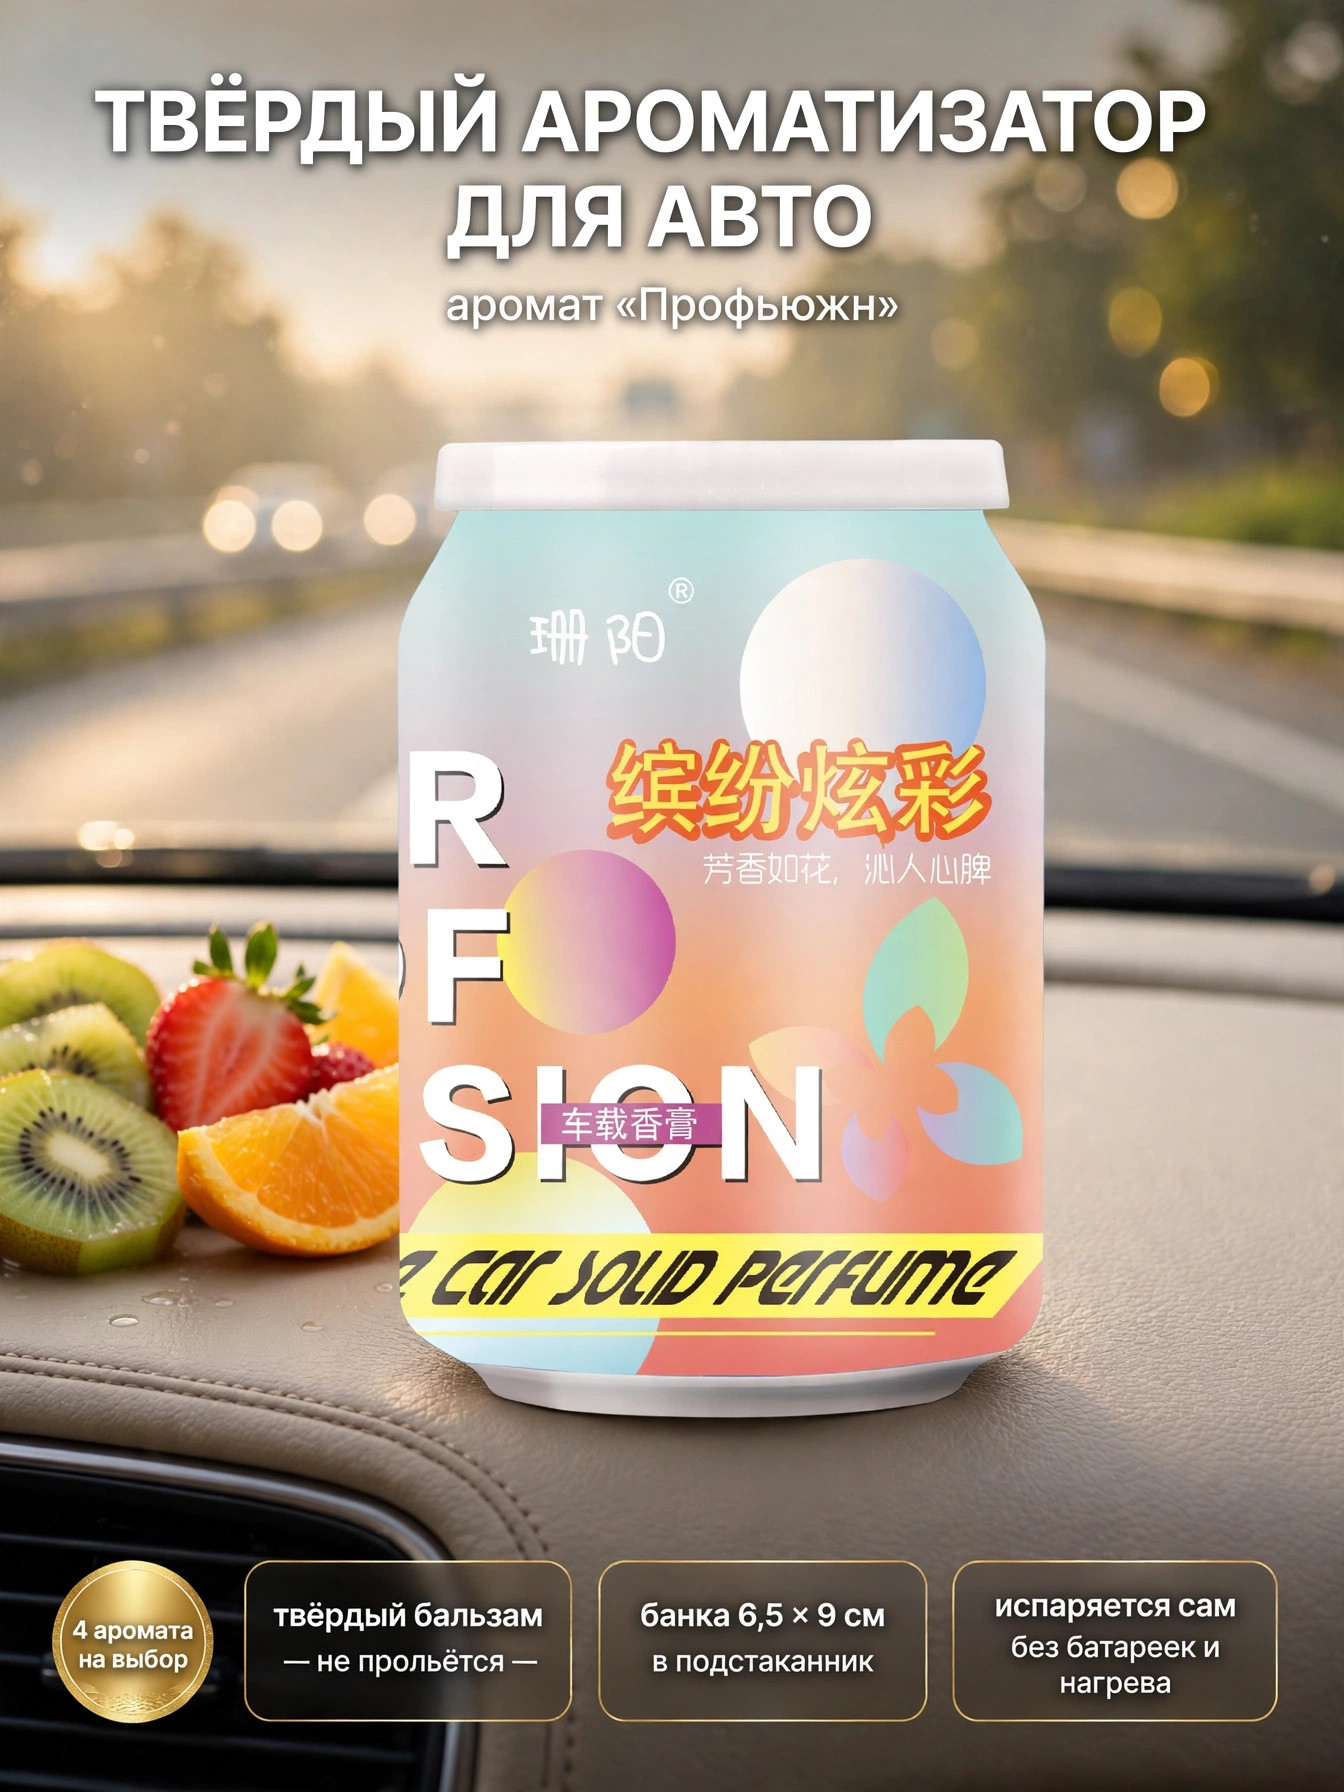 ТВЁРДЫЙ АРОМАТИЗАТОР
ДЛЯ АВТО
аромат «Профьюжн»
珊阳®
R
缤纷炫彩
芳香如花，沁人心脾
F
SION
车载香膏
CAR SOLID PERFUME
4 аромата
на выбор
твёрдый бальзам
— не прольётся —
банка 6,5 × 9 см
в подстаканник
испаряется сам
без батареек и
нагрева